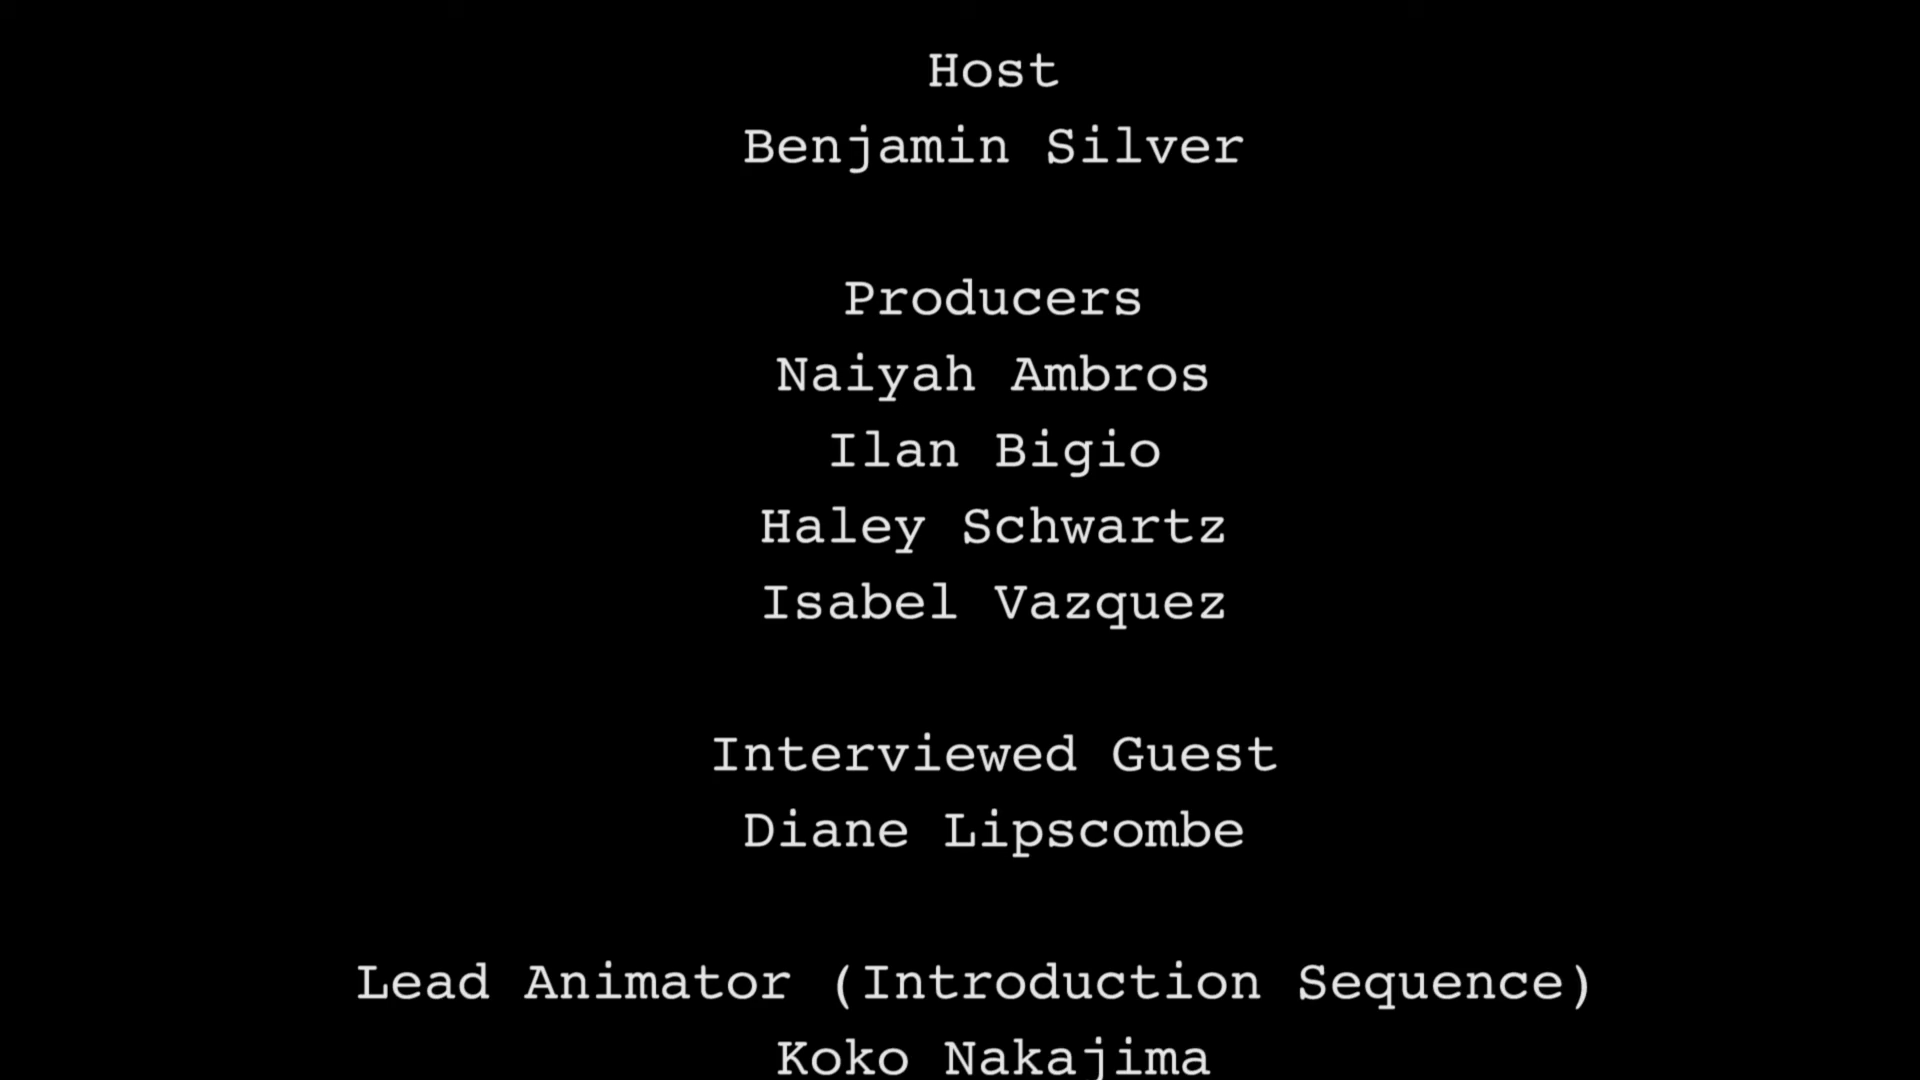 Host
Benjamin Silver
Producers
Naiyah Ambros
Ilan Bigio
Haley Schwartz
Isabel Vazquez
Interviewed Guest
Diane Lipscombe
Lead Animator (Introduction Sequence)
Koko Nakajima